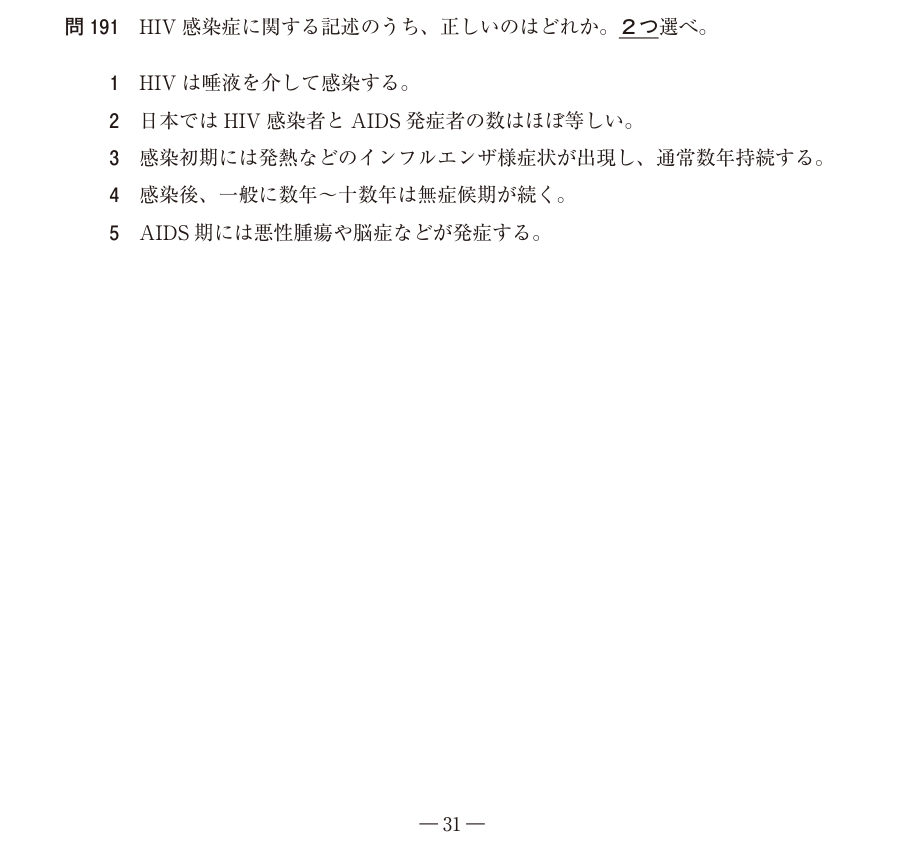 問 191 HIV 感染症に関する記述のうち、正しいのはどれか。２つ選べ。
1 HIV は唾液を介して感染する。
2 日本では HIV 感染者と AIDS 発症者の数はほぼ等しい。
3 感染初期には発熱などのインフルエンザ様症状が出現し、通常数年持続する。
4 感染後、一般に数年～十数年は無症候期が続く。
5 AIDS 期には悪性腫瘍や脳症などが発症する。
― 31 ―